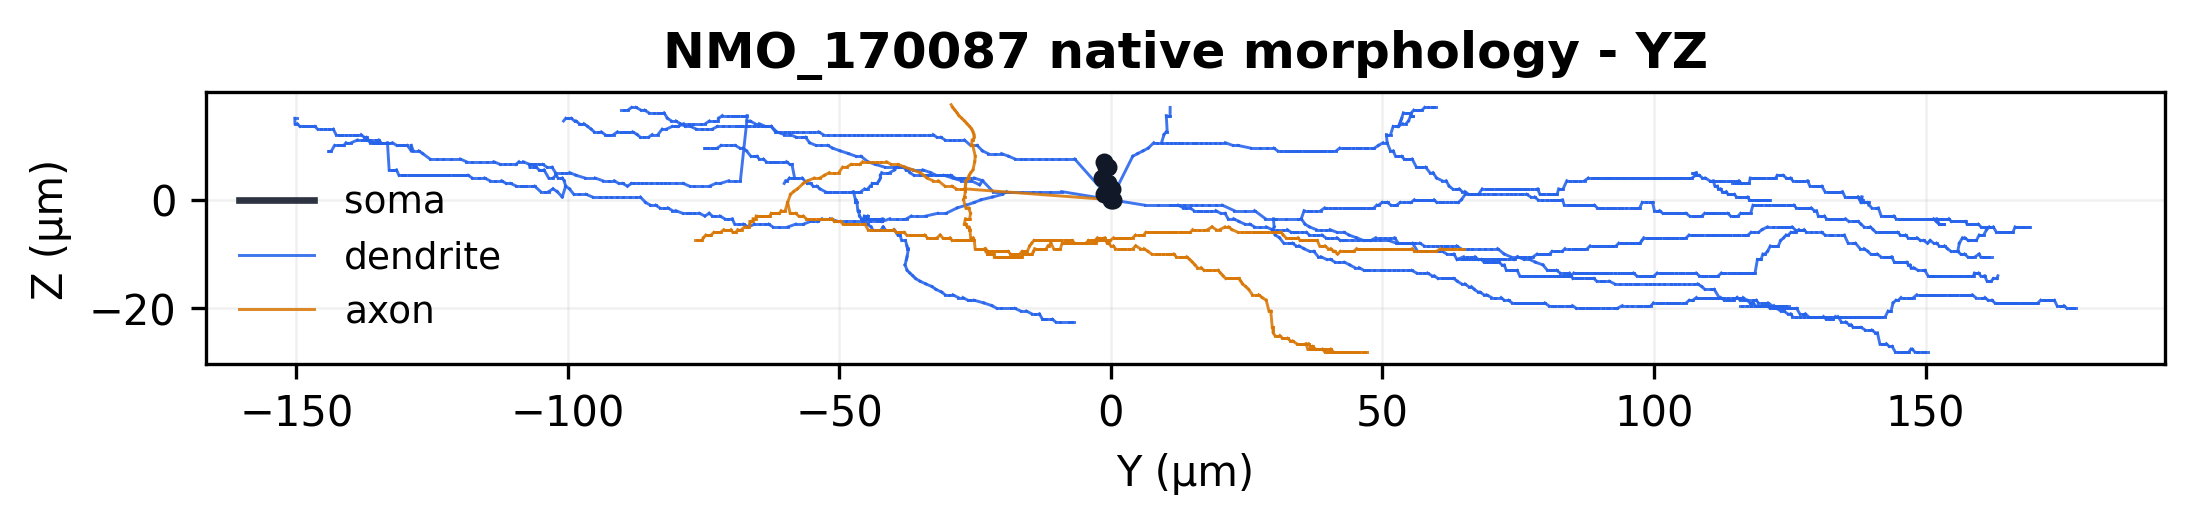 NMO_170087 native morphology - YZ
Z (µm)
0
−20
soma
dendrite
axon
−150 −100 −50 0 50 100 150
Y (µm)